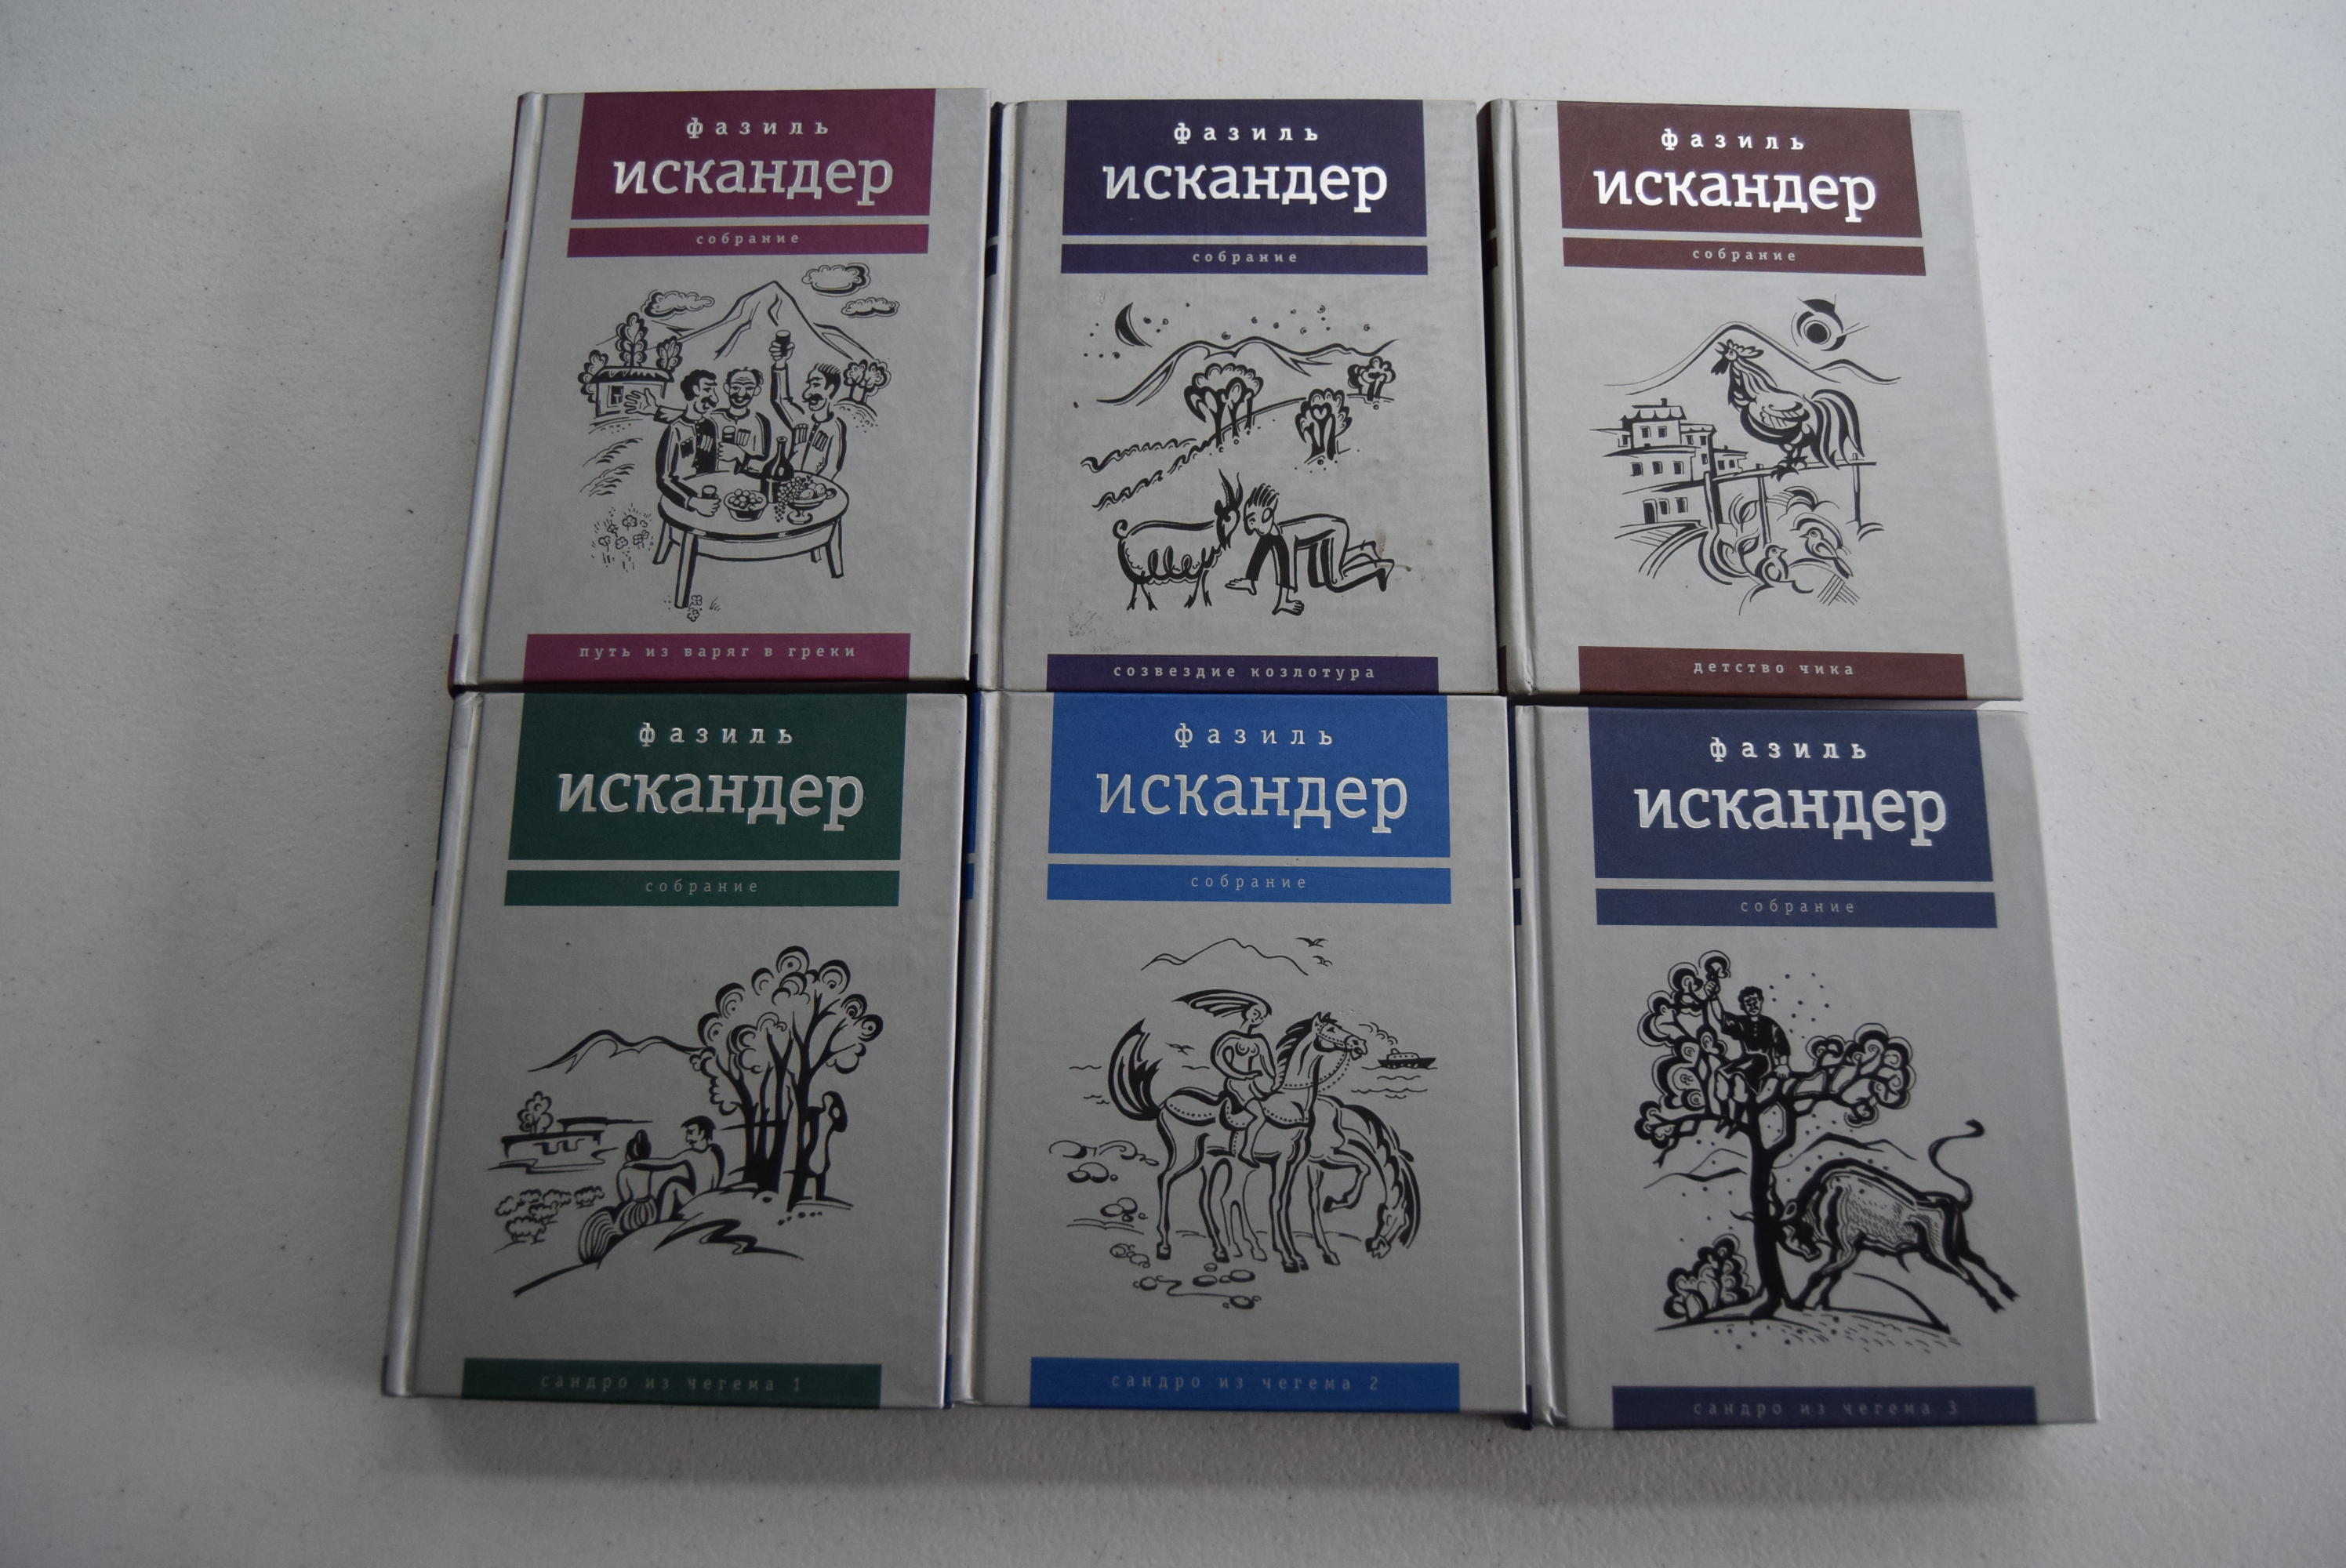 фазиль
искандер
собрание
путь из варяг в греки
фазиль
искандер
собрание
созвездие козлотура
фазиль
искандер
собрание
детство чика
фазиль
искандер
собрание
сандро из чегема 1
фазиль
искандер
собрание
сандро из чегема 2
фазиль
искандер
собрание
сандро из чегема 3